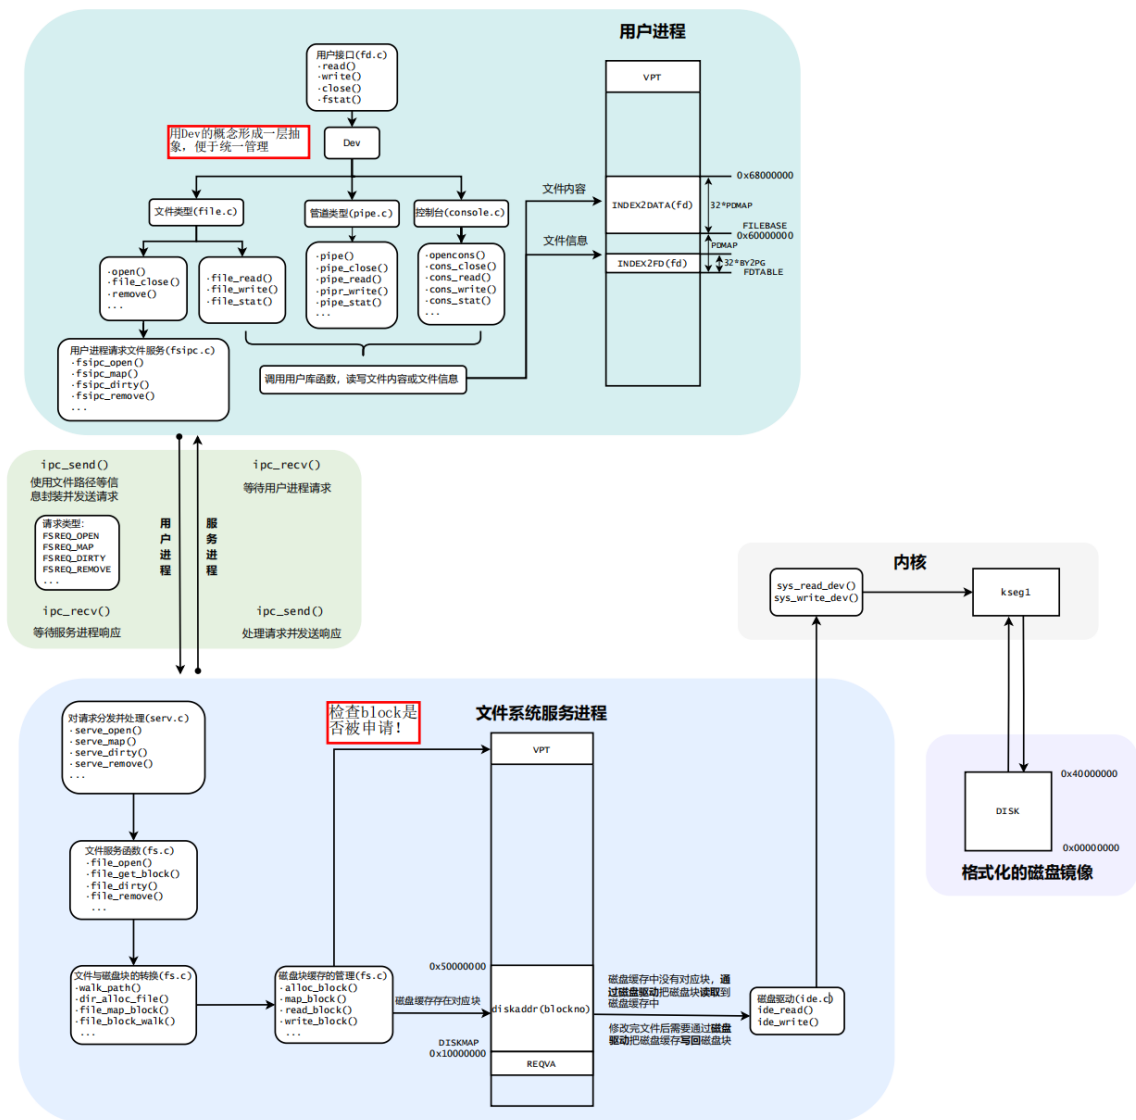 用户进程
用户接口(fd.c)
·read()
·write()
·close()
·fstat()
VPT
用Dev的概念形成一层抽
象，便于统一管理
Dev
文件类型(file.c)
管道类型(pipe.c)
控制台(console.c)
文件内容
0x68000000
INDEX2DATA(fd)
32*PDMAP
FILEBASE
0x60000000
文件信息
PDMAP
INDEX2FD(fd)
32*BY2PG
FDTABLE
·open()
·file_close()
·remove()
...
·file_read()
·file_write()
·file_stat()
·pipe()
·pipe_close()
·pipe_read()
·pipr_write()
·pipe_stat()
...
·opencons()
·cons_close()
·cons_read()
·cons_write()
·cons_stat()
...
用户进程请求文件服务(fsipc.c)
·fsipc_open()
·fsipc_map()
·fsipc_dirty()
·fsipc_remove()
...
调用用户库函数，读写文件内容或文件信息
ipc_send()
使用文件路径等信
息封装并发送请求
请求类型:
FSREQ_OPEN
FSREQ_MAP
FSREQ_DIRTY
FSREQ_REMOVE
...
ipc_recv()
等待服务进程响应
用户进程
服务进程
ipc_recv()
等待用户进程请求
ipc_send()
处理请求并发送响应
内核
sys_read_dev()
sys_write_dev()
kseg1
0x40000000
DISK
0x00000000
格式化的磁盘镜像
对请求分发并处理(serv.c)
·serve_open()
·serve_map()
·serve_dirty()
·serve_remove()
...
检查block是
否被申请！
文件系统服务进程
VPT
文件服务函数(fs.c)
·file_open()
·file_get_block()
·file_dirty()
·file_remove()
...
文件与磁盘块的转换(fs.c)
·walk_path()
·dir_alloc_file()
·file_map_block()
·file_block_walk()
...
磁盘块缓存的管理(fs.c)
·alloc_block()
·map_block()
·read_block()
·write_block()
...
0x50000000
磁盘缓存存在对应块
diskaddr(blockno)
DISKMAP
0x10000000
REQVA
磁盘缓存中没有对应块，通
过磁盘驱动把磁盘块读取到
磁盘缓存中
修改完文件后需要通过磁盘
驱动把磁盘缓存写回磁盘块
磁盘驱动(ide.c)
ide_read()
ide_write()